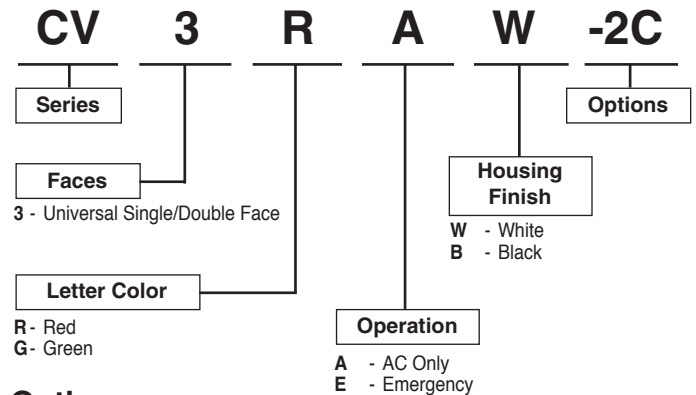 CV 3 R A W -2C
Series
Options
Faces
3 - Universal Single/Double Face
Housing
Finish
W - White
B - Black
Letter Color
R - Red
G - Green
Operation
A - AC Only
E - Emergency